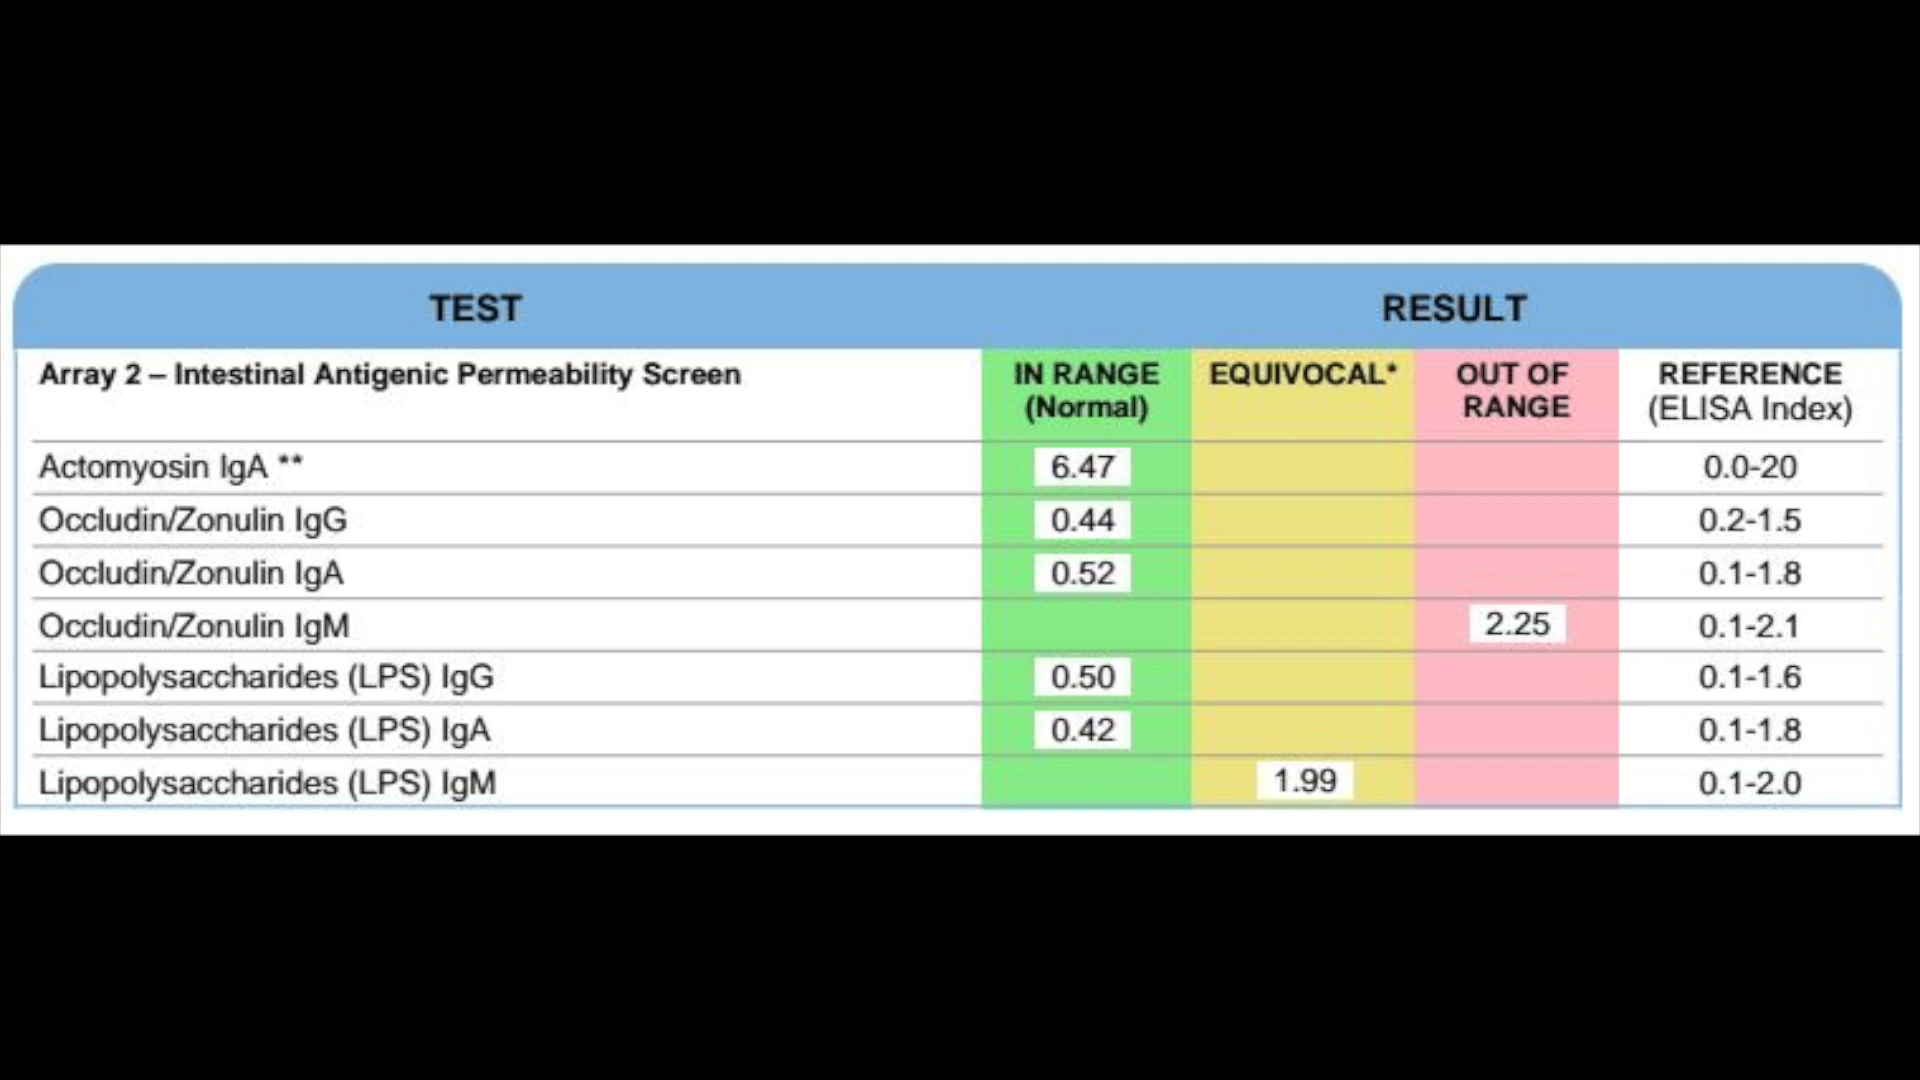 TEST RESULT
Array 2 – Intestinal Antigenic Permeability Screen IN RANGE EQUIVOCAL* OUT OF REFERENCE
(Normal) RANGE (ELISA Index)
Actomyosin IgA ** 6.47 0.0-20
Occludin/Zonulin IgG 0.44 0.2-1.5
Occludin/Zonulin IgA 0.52 0.1-1.8
Occludin/Zonulin IgM 2.25 0.1-2.1
Lipopolysaccharides (LPS) IgG 0.50 0.1-1.6
Lipopolysaccharides (LPS) IgA 0.42 0.1-1.8
Lipopolysaccharides (LPS) IgM 1.99 0.1-2.0